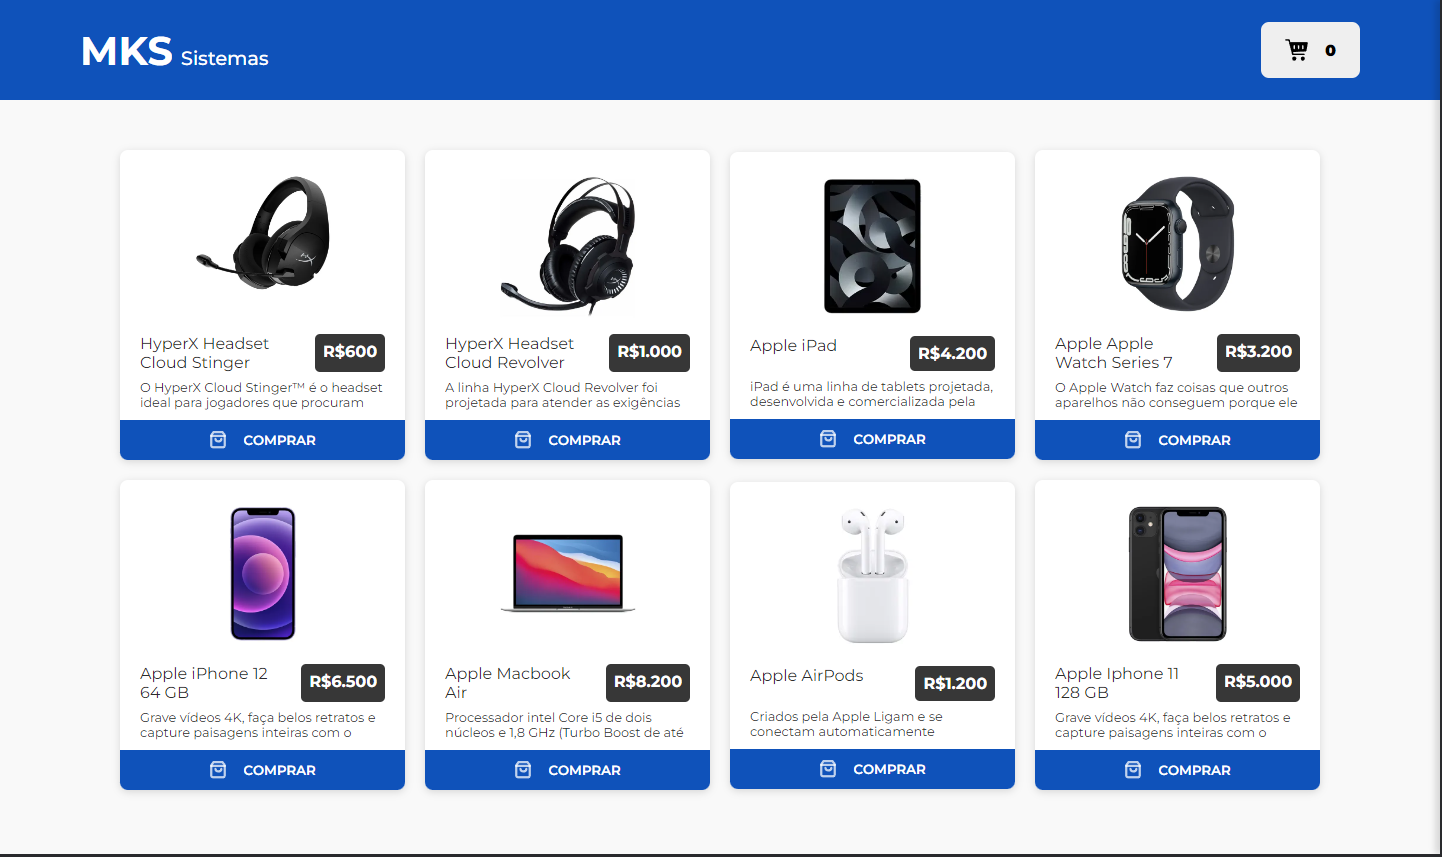 MKS Sistemas
0
HyperX Headset
Cloud Stinger
R$600
O HyperX Cloud Stinger™ é o headset
ideal para jogadores que procuram
COMPRAR
HyperX Headset
Cloud Revolver
R$1.000
A linha HyperX Cloud Revolver foi
projetada para atender as exigências
COMPRAR
Apple iPad
R$4.200
iPad é uma linha de tablets projetada,
desenvolvida e comercializada pela
COMPRAR
Apple Apple
Watch Series 7
R$3.200
O Apple Watch faz coisas que outros
aparelhos não conseguem porque ele
COMPRAR
Apple iPhone 12
64 GB
R$6.500
Grave vídeos 4K, faça belos retratos e
capture paisagens inteiras com o
COMPRAR
Apple Macbook
Air
R$8.200
Processador intel Core i5 de dois
núcleos e 1,8 GHz (Turbo Boost de até
COMPRAR
Apple AirPods
R$1.200
Criados pela Apple Ligam e se
conectam automaticamente
COMPRAR
Apple Iphone 11
128 GB
R$5.000
Grave vídeos 4K, faça belos retratos e
capture paisagens inteiras com o
COMPRAR